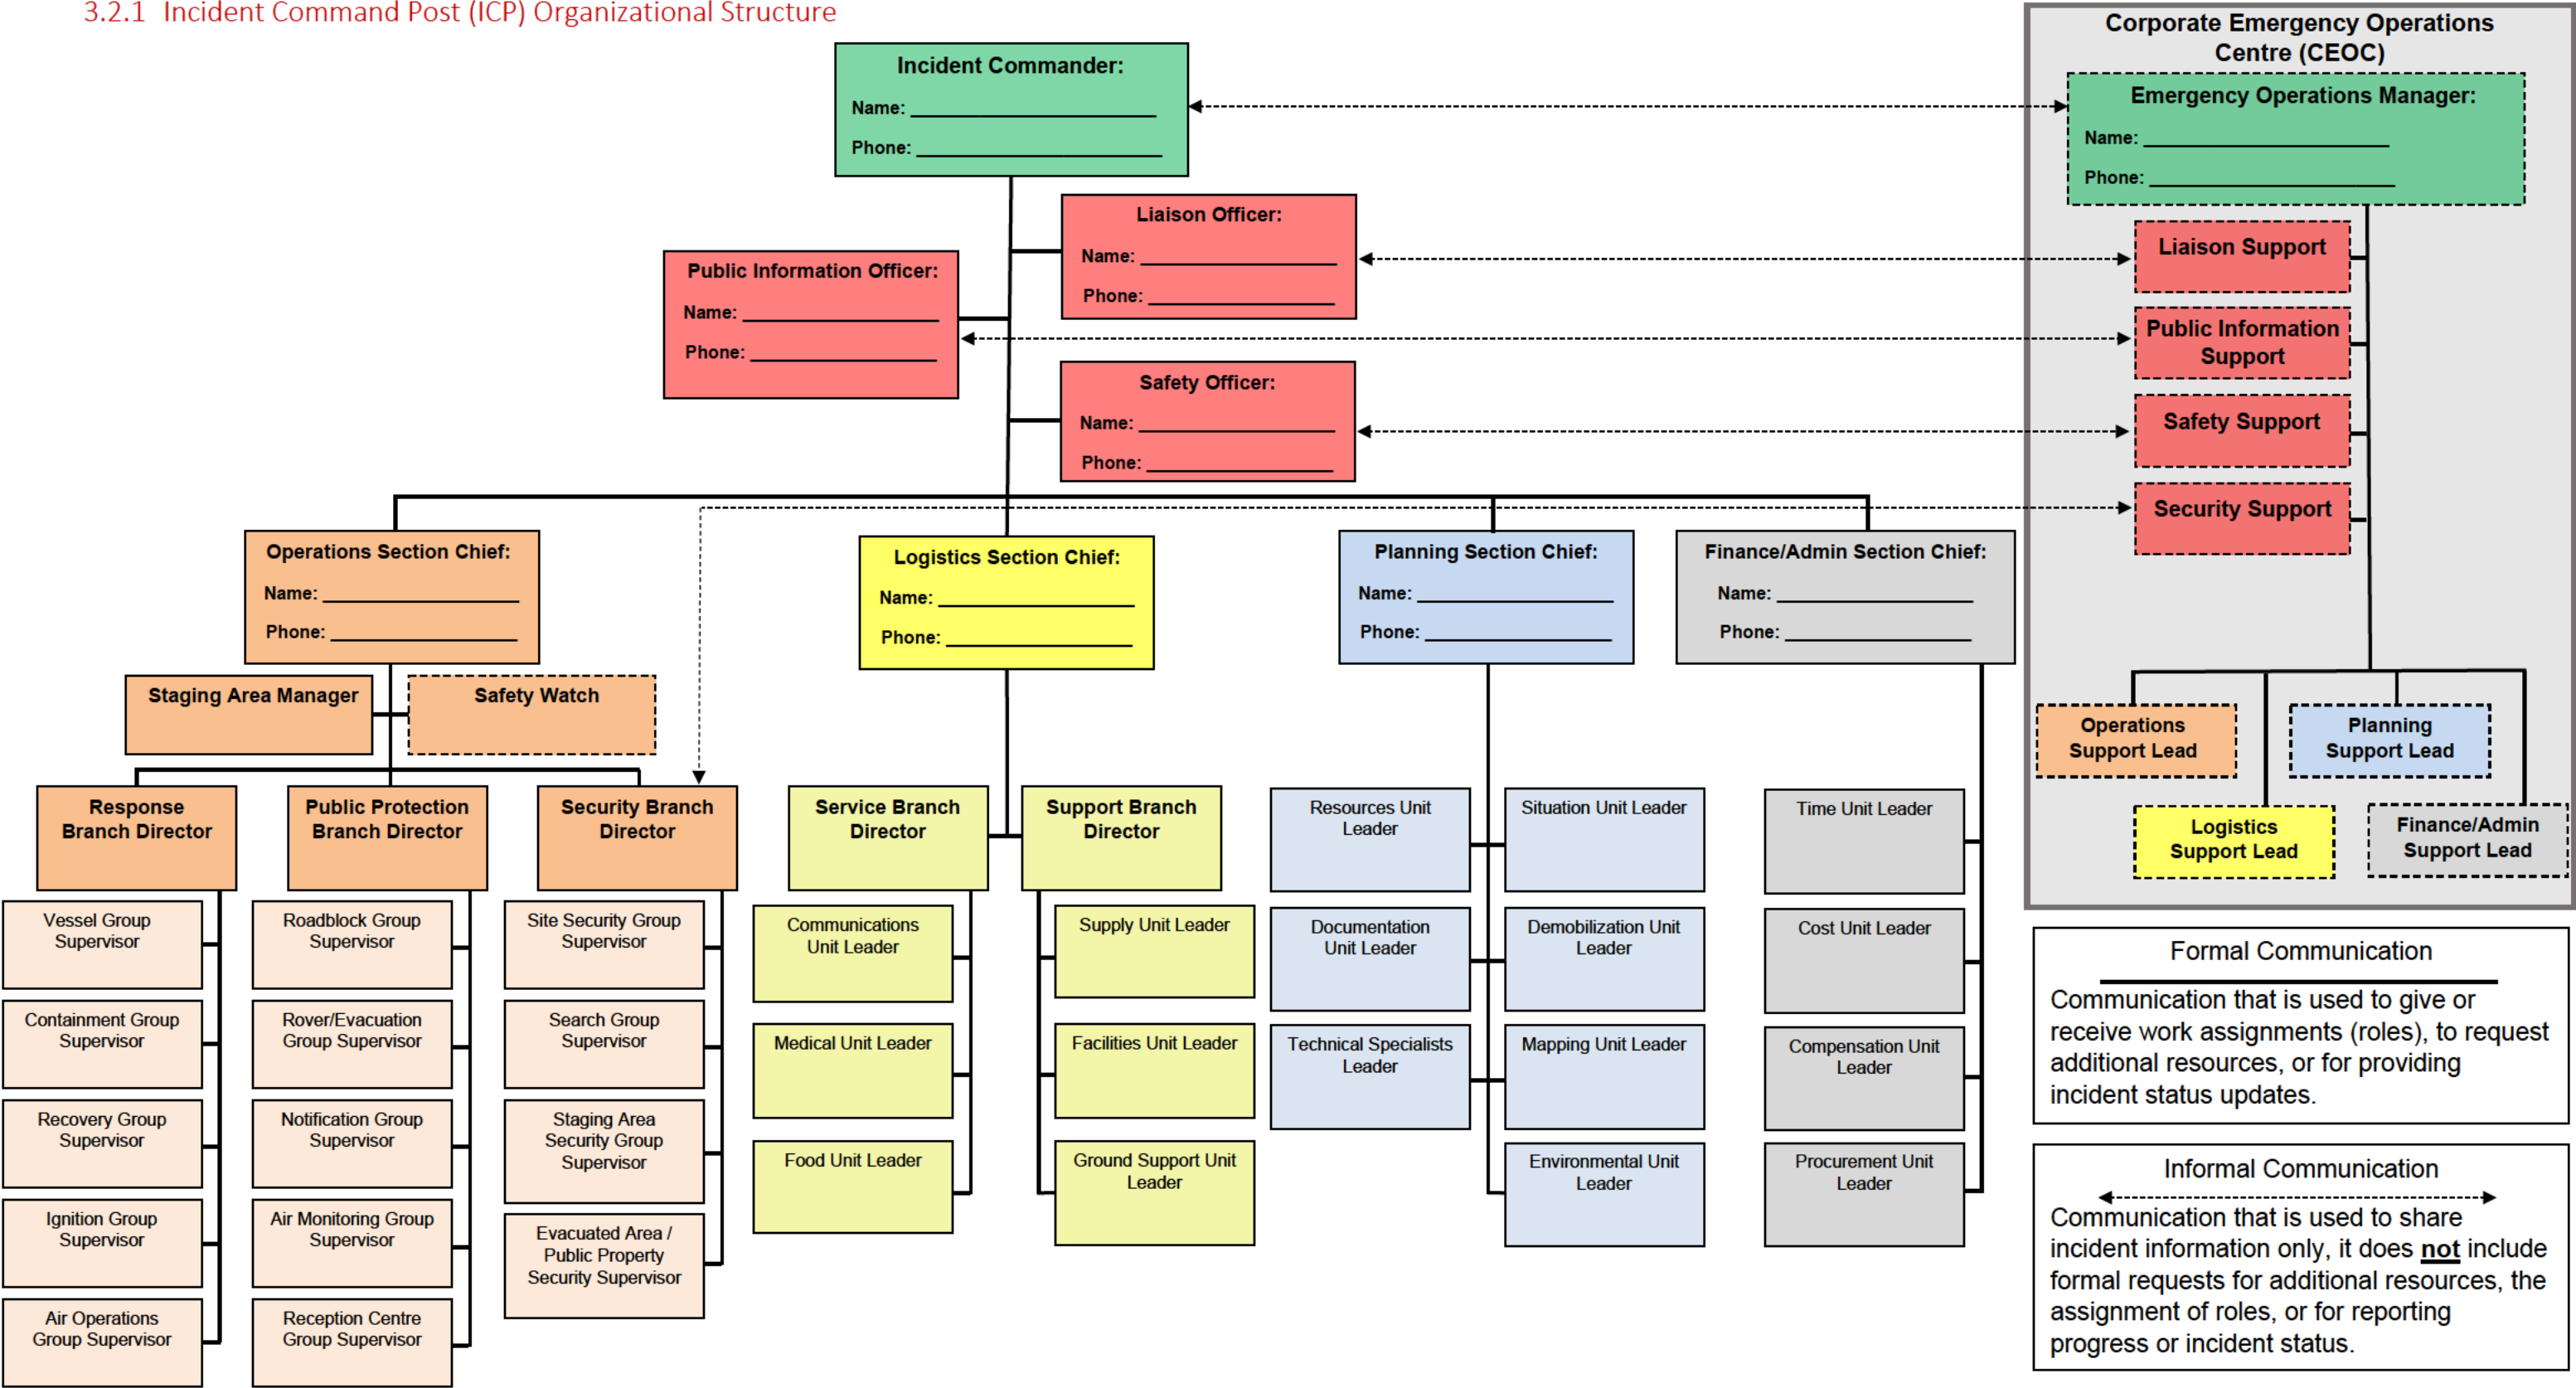 3.2.1 Incident Command Post (ICP) Organizational Structure
Incident Commander:
Name:
Phone:
Liaison Officer:
Name:
Phone:
Public Information Officer:
Name:
Phone:
Safety Officer:
Name:
Phone:
Operations Section Chief:
Name:
Phone:
Logistics Section Chief:
Name:
Phone:
Planning Section Chief:
Name:
Phone:
Finance/Admin Section Chief:
Name:
Phone:
Staging Area Manager
Safety Watch
Response
Branch Director
Public Protection
Branch Director
Security Branch
Director
Vessel Group
Supervisor
Containment Group
Supervisor
Recovery Group
Supervisor
Ignition Group
Supervisor
Air Operations
Group Supervisor
Roadblock Group
Supervisor
Rover/Evacuation
Group Supervisor
Notification Group
Supervisor
Air Monitoring Group
Supervisor
Reception Centre
Group Supervisor
Site Security Group
Supervisor
Search Group
Supervisor
Staging Area
Security Group
Supervisor
Evacuated Area /
Public Property
Security Supervisor
Service Branch
Director
Support Branch
Director
Communications
Unit Leader
Medical Unit Leader
Food Unit Leader
Supply Unit Leader
Facilities Unit Leader
Ground Support Unit
Leader
Resources Unit
Leader
Documentation
Unit Leader
Technical Specialists
Leader
Situation Unit Leader
Demobilization Unit
Leader
Mapping Unit Leader
Environmental Unit
Leader
Time Unit Leader
Cost Unit Leader
Compensation Unit
Leader
Procurement Unit
Leader
Corporate Emergency Operations
Centre (CEOC)
Emergency Operations Manager:
Name:
Phone:
Liaison Support
Public Information
Support
Safety Support
Security Support
Operations
Support Lead
Planning
Support Lead
Logistics
Support Lead
Finance/Admin
Support Lead
Formal Communication
Communication that is used to give or
receive work assignments (roles), to request
additional resources, or for providing
incident status updates.
Informal Communication
Communication that is used to share
incident information only, it does not include
formal requests for additional resources, the
assignment of roles, or for reporting
progress or incident status.